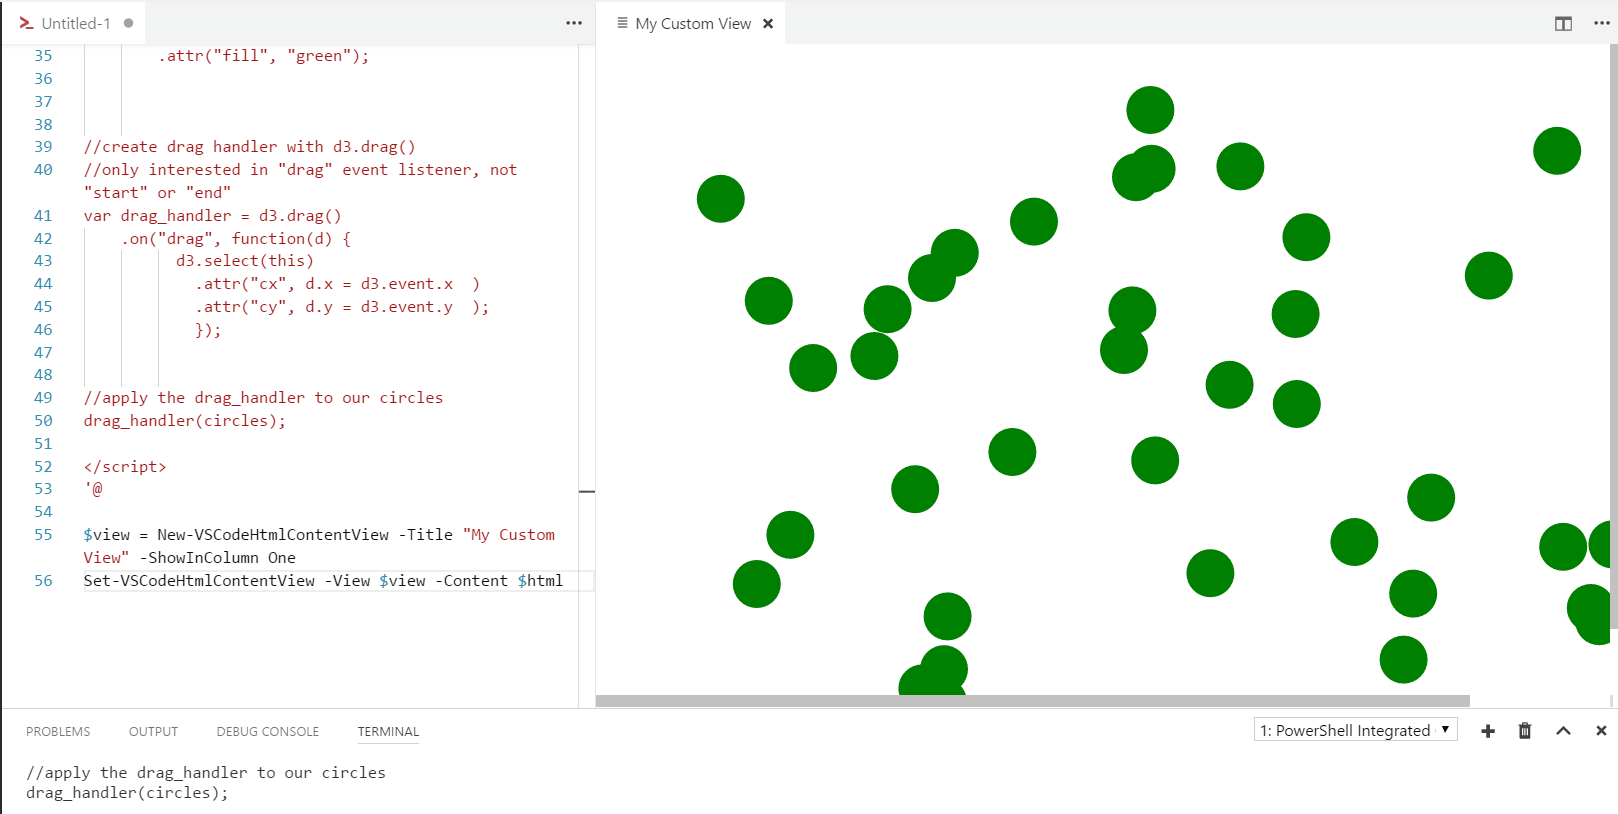 Untitled-1
My Custom View
35 .attr("fill", "green");
36
37
38
39 //create drag handler with d3.drag()
40 //only interested in "drag" event listener, not
"start" or "end"
41 var drag_handler = d3.drag()
42 .on("drag", function(d) {
43 d3.select(this)
44 .attr("cx", d.x = d3.event.x  )
45 .attr("cy", d.y = d3.event.y  );
46 });
47
48
49 //apply the drag_handler to our circles
50 drag_handler(circles);
51
52 </script>
53 '@
54
55 $view = New-VSCodeHtmlContentView -Title "My Custom
View" -ShowInColumn One
56 Set-VSCodeHtmlContentView -View $view -Content $html
PROBLEMS OUTPUT DEBUG CONSOLE TERMINAL
1: PowerShell Integrated
//apply the drag_handler to our circles
drag_handler(circles);